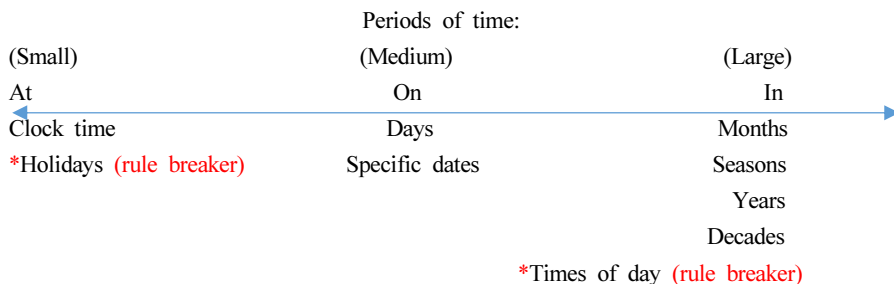 Periods of time:
(Small) (Medium) (Large)
At On In
Clock time Days Months
*Holidays (rule breaker) Specific dates Seasons
Years
Decades
*Times of day (rule breaker)